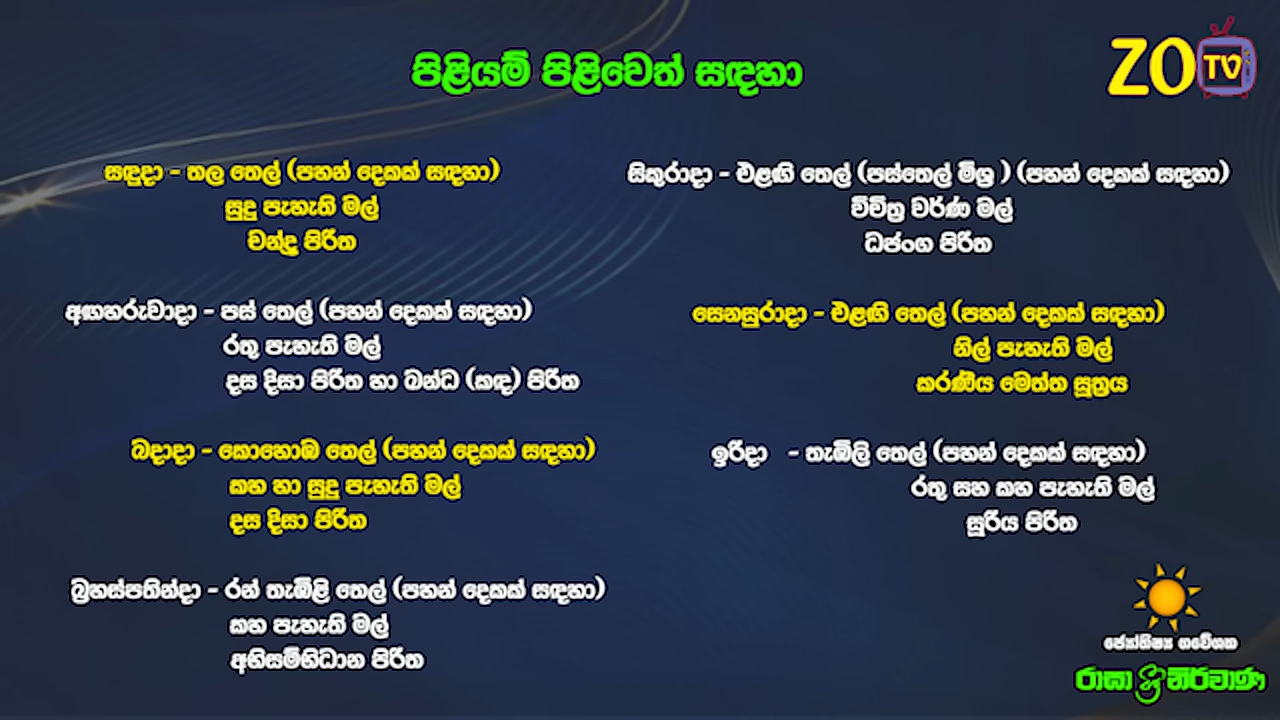 පිළියම් පිළිවෙත් සඳහා
ZO TV
සඳුදා - තල තෙල් (පහන් දෙකක් සඳහා)
සුදු පැහැති මල්
චන්ද්‍ර පිරිත
අඟහරුවාදා - පස් තෙල් (පහන් දෙකක් සඳහා)
රතු පැහැති මල්
දස දිසා පිරිත හා ඛන්ධ (කඳ) පිරිත
බදාදා - කොහොඹ තෙල් (පහන් දෙකක් සඳහා)
කහ හා සුදු පැහැති මල්
දස දිසා පිරිත
බ්‍රහස්පතින්දා - රන් තැඹිළි තෙල් (පහන් දෙකක් සඳහා)
කහ පැහැති මල්
අභිසම්භිධාන පිරිත
සිකුරාදා - එළඟි තෙල් (පස්තෙල් මිශ්‍ර ) (පහන් දෙකක් සඳහා)
විචිත්‍ර වර්ණ මල්
ධජංග පිරිත
සෙනසුරාදා - එළඟි තෙල් (පහන් දෙකක් සඳහා)
නිල් පැහැති මල්
කරණීය මෙත්ත සූත්‍රය
ඉරිදා - තැඹිලි තෙල් (පහන් දෙකක් සඳහා)
රතු සහ කහ පැහැති මල්
සූරිය පිරිත
ජෝතිෂ්‍ය ගවේශක
රාඝා ශ්‍රී නිර්වාණ